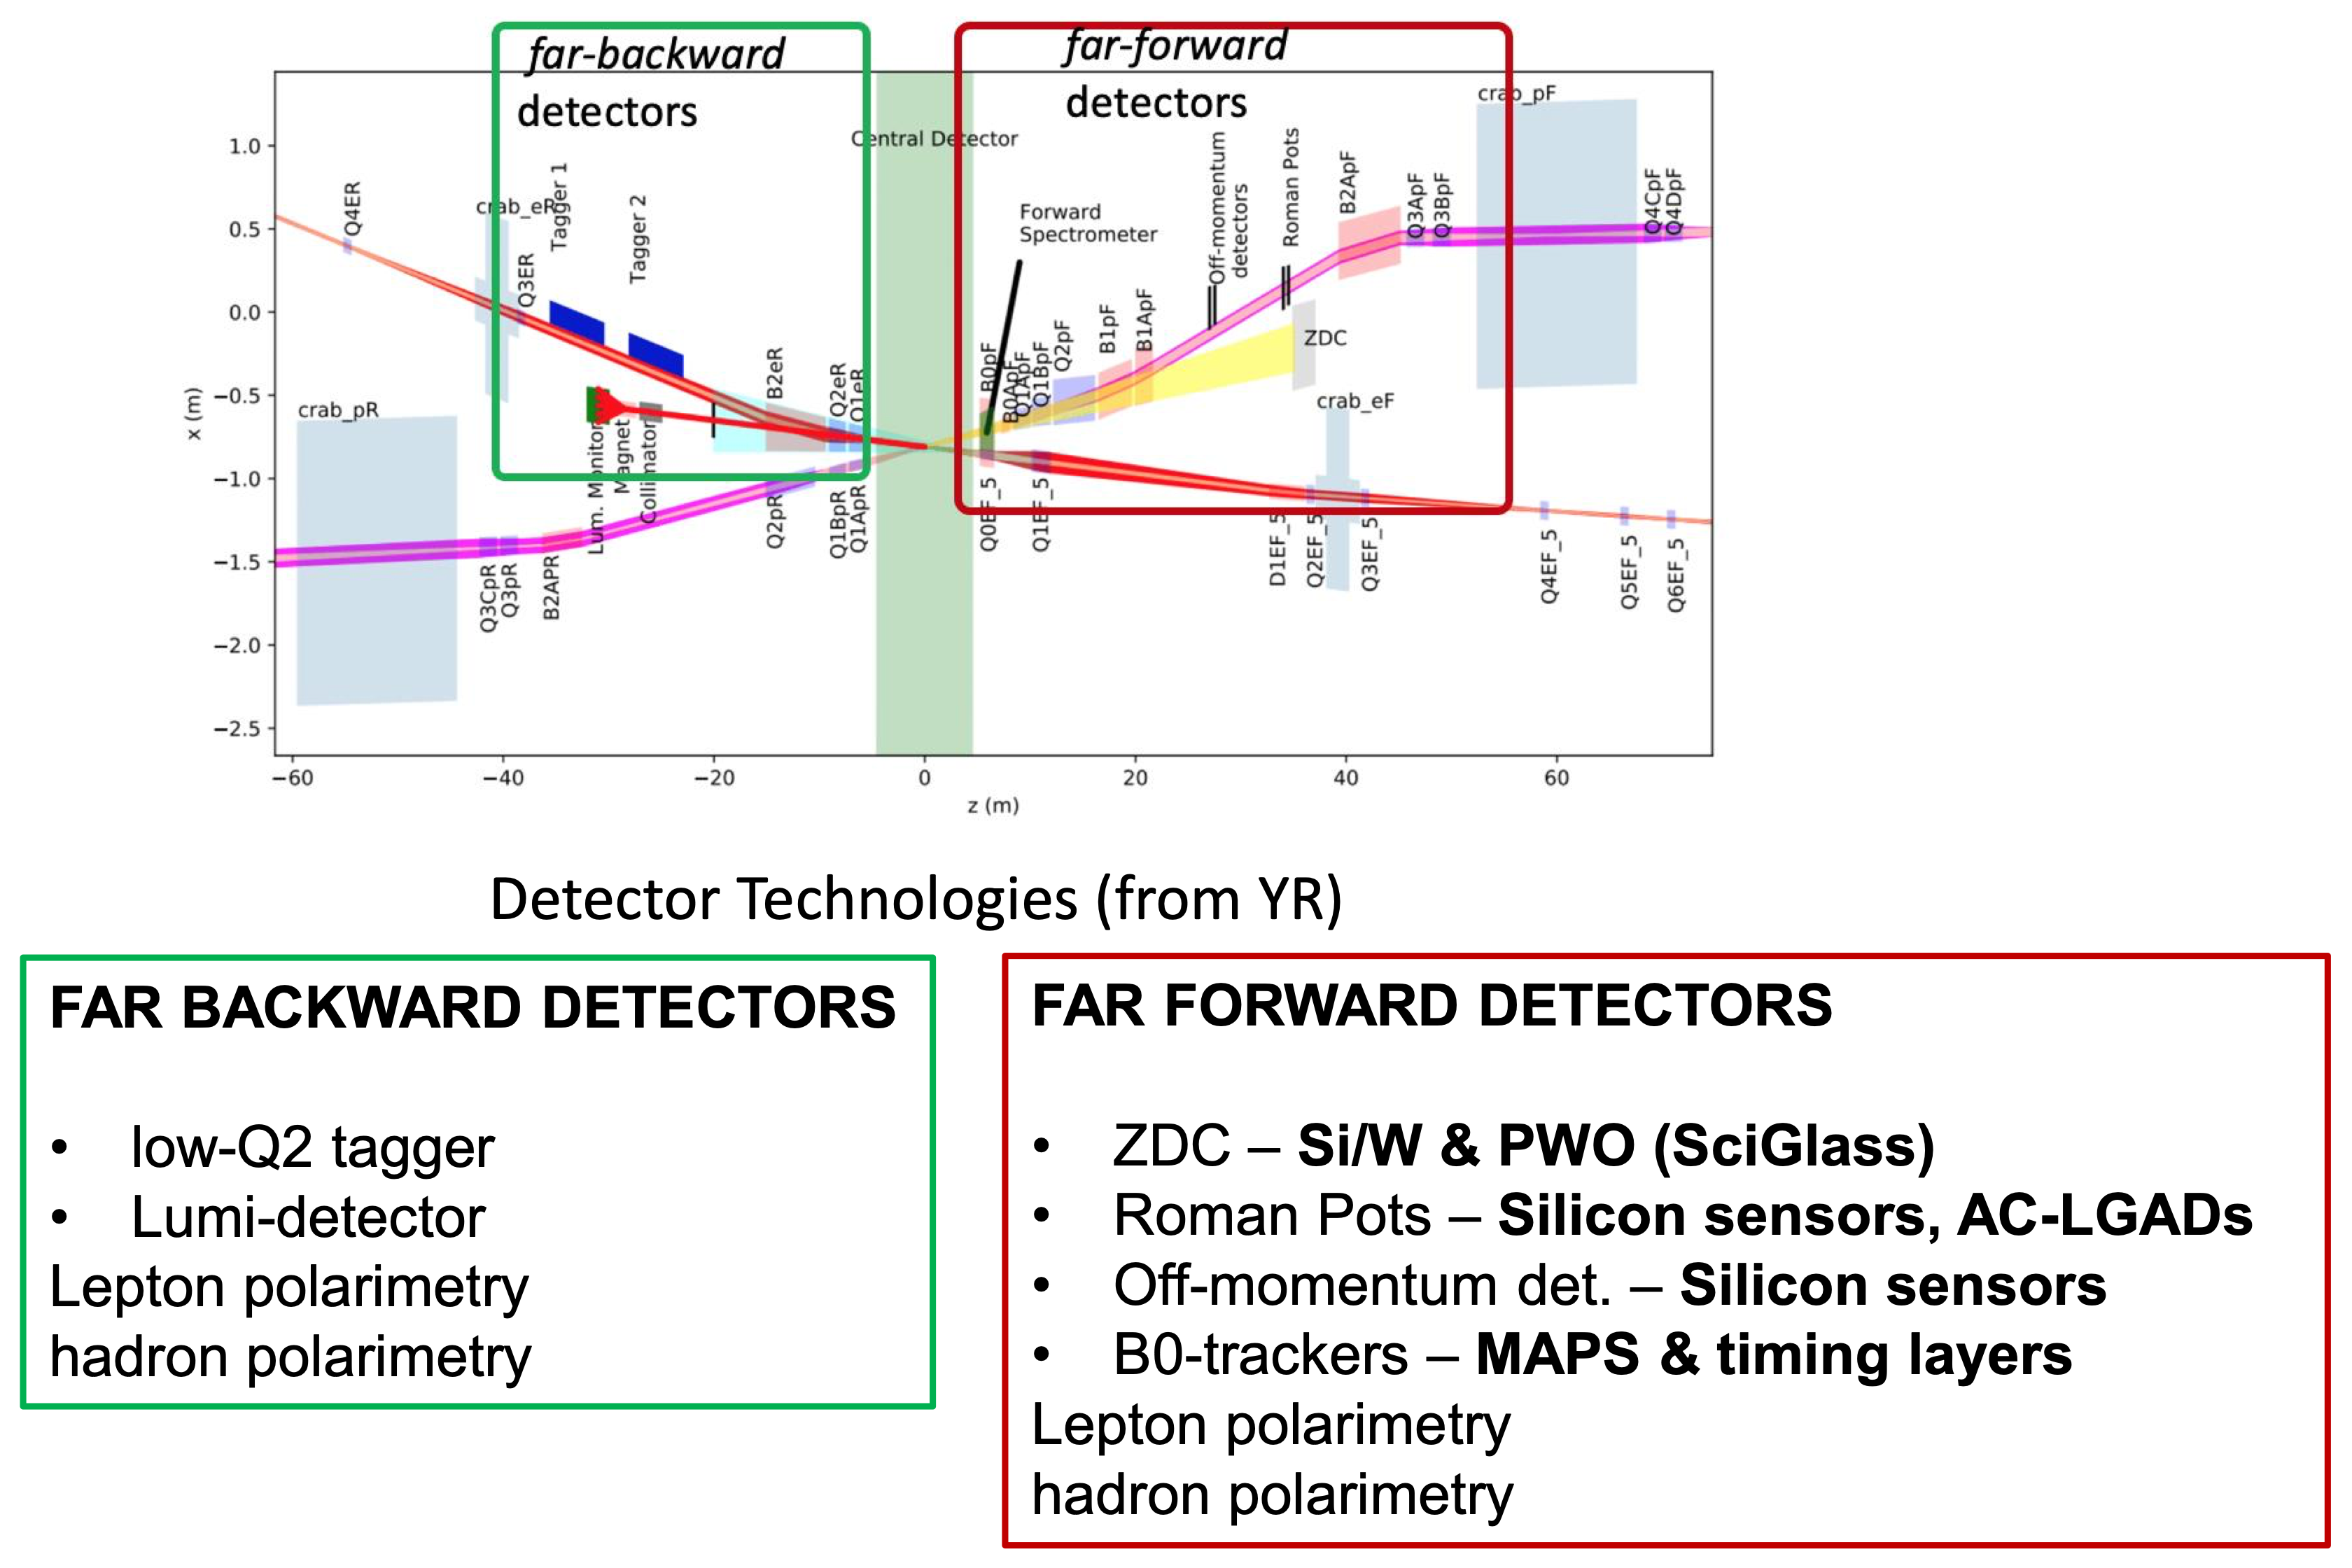 far-backward
detectors
far-forward
detectors
crab_pF
Central Detector
Tagger 1
Tagger 2
crab_eR
Q4ER
Q3ER
Forward
Spectrometer
Off-momentum
detectors
Roman Pots
B2ApF
Q3ApF
Q3BpF
Q4CpF
Q4DpF
B2eR
Q2eR
Q1eR
B0pF
B0ApF
Q1ApF
Q1BpF
Q2pF
B1pF
B1ApF
ZDC
crab_eF
crab_pR
Lum. Monitor
Magnet
Collimator
Q2pR
Q1BpR
Q1ApR
Q3CpR
Q3pR
B2APR
Q0EF_5
Q1EF_5
D1EF_5
Q2EF_5
Q3EF_5
Q4EF_5
Q5EF_5
Q6EF_5
1.0
0.5
0.0
−0.5
−1.0
−1.5
−2.0
−2.5
x (m)
−60
−40
−20
0
20
40
60
z (m)
Detector Technologies (from YR)
FAR BACKWARD DETECTORS
• low-Q2 tagger
• Lumi-detector
Lepton polarimetry
hadron polarimetry
FAR FORWARD DETECTORS
• ZDC – Si/W & PWO (SciGlass)
• Roman Pots – Silicon sensors, AC-LGADs
• Off-momentum det. – Silicon sensors
• B0-trackers – MAPS & timing layers
Lepton polarimetry
hadron polarimetry